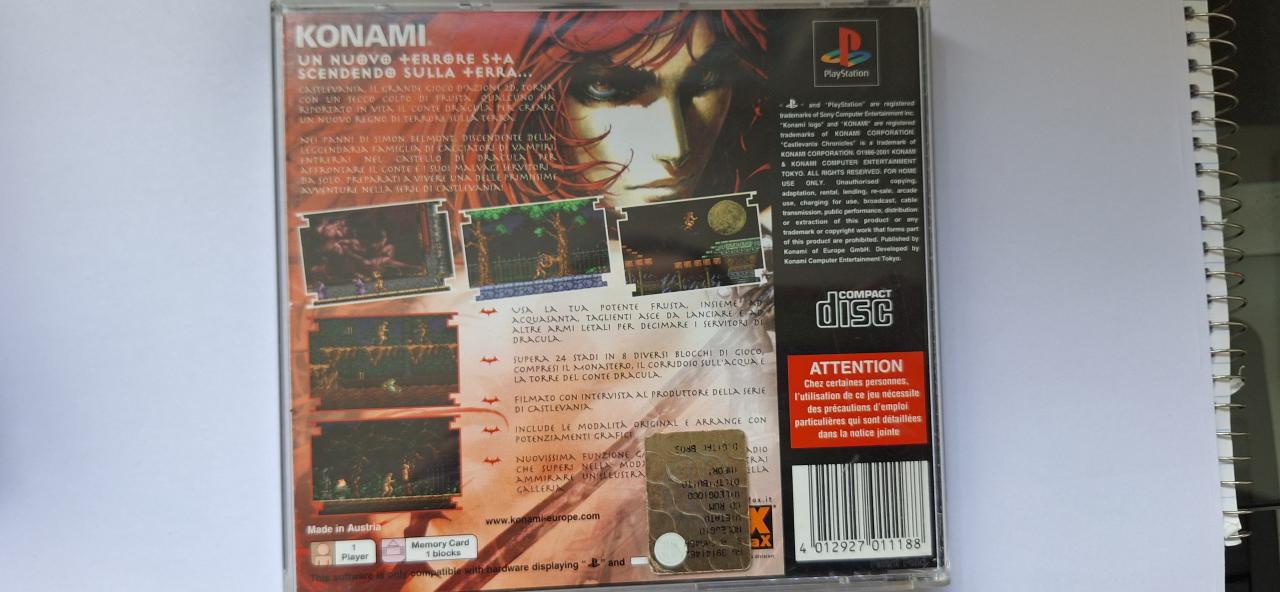 KONAMI
UN NUOVO TERRORE STA
SCENDENDO SULLA TERRA...
CASTLEVANIA, IL GRANDE GIOCO D'AZIONE 2D, TORNA
CON UN SECCO COLPO DI FRUSTA. QUALCUNO HA
RIPORTATO IN VITA IL CONTE DRACULA PER CREARE
UN NUOVO REGNO DI TERRORE SULLA TERRA.
NEI PANNI DI SIMON BELMONT, DISCENDENTE DELLA
LEGGENDARIA FAMIGLIA DI CACCIATORI DI VAMPIRI,
ENTRERAI NEL CASTELLO DI DRACULA PER
AFFRONTARE IL CONTE E I SUOI MALVAGI SERVITORI
DA SOLO. PREPARATI A VIVERE UNA DELLE PRIMISSIME
AVVENTURE NELLA SERIE DI CASTLEVANIA!
USA LA TUA POTENTE FRUSTA, INSIEME AD
ACQUASANTA, TAGLIENTI ASCE DA LANCIARE E AD
ALTRE ARMI LETALI PER DECIMARE I SERVITORI DI
DRACULA.
SUPERA 24 STADI IN 8 DIVERSI BLOCCHI DI GIOCO,
COMPRESI IL MONASTERO, IL CORRIDOIO SULL'ACQUA E
LA TORRE DEL CONTE DRACULA.
FILMATO CON INTERVISTA AL PRODUTTORE DELLA SERIE
DI CASTLEVANIA.
INCLUDE LE MODALITÀ ORIGINAL E ARRANGE CON
POTENZIAMENTI GRAFICI
NUOVISSIMA FUNZIONE
CHE SUPERI NELLA
AMMIRARE UN'ILLUSTRA
GALLERIA
Made in Austria
www.konami-europe.com
1
Player
Memory Card
1 blocks
This software is only compatible with hardware displaying " " and
DIGITAL BROS
PlayStation
" " and "PlayStation" are registered
trademarks of Sony Computer Entertainment Inc.
"Konami logo" and "KONAMI" are registered
trademarks of KONAMI CORPORATION.
"Castlevania Chronicles" is a trademark of
KONAMI CORPORATION. ©1986-2001 KONAMI
& KONAMI COMPUTER ENTERTAINMENT
TOKYO. ALL RIGHTS RESERVED. FOR HOME
USE ONLY. Unauthorised copying,
adaptation, rental, lending, re-sale, arcade
use, charging for use, broadcast, cable
transmission, public performance, distribution
or extraction of this product or any
trademark or copyright work that forms part
of this product are prohibited. Published by
Konami of Europe GmbH. Developed by
Konami Computer Entertainment Tokyo.
COMPACT
disc
ATTENTION
Chez certaines personnes,
l'utilisation de ce jeu nécessite
des précautions d'emploi
particulières qui sont détaillées
dans la notice jointe
4 012927 011188